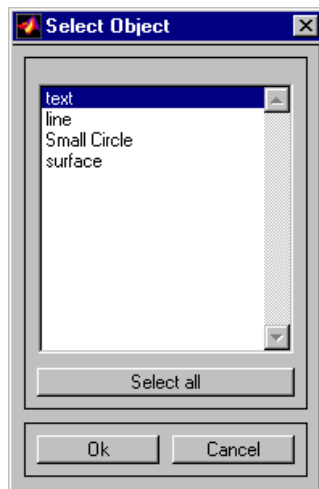 Select Object
text
line
Small Circle
surface
Select all
Ok
Cancel